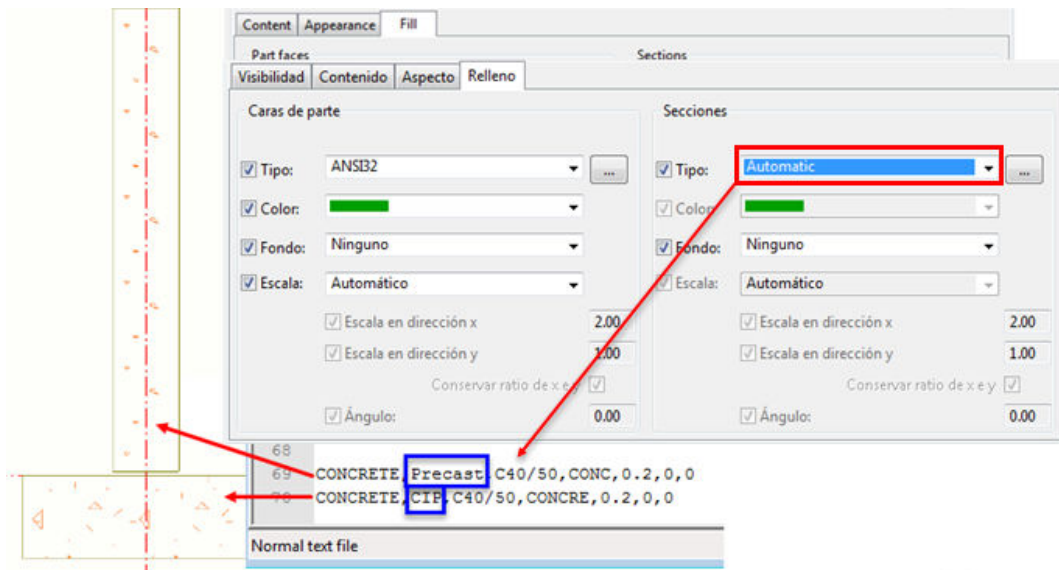 Content Appearance Fill
Part faces Sections
Visibilidad Contenido Aspecto Relleno
Caras de parte Secciones
Tipo: ANSI32 ... Tipo: Automatic ...
Color: Color:
Fondo: Ninguno Fondo: Ninguno
Escala: Automático Escala: Automático
Escala en dirección x 2.00 Escala en dirección x 2.00
Escala en dirección y 1.00 Escala en dirección y 1.00
Conservar ratio de x e y Conservar ratio de x e y
Ángulo: 0.00 Ángulo: 0.00
68
69 CONCRETE,Precast,C40/50,CONC,0.2,0,0
70 CONCRETE,CIP,C40/50,CONCRE,0.2,0,0
Normal text file